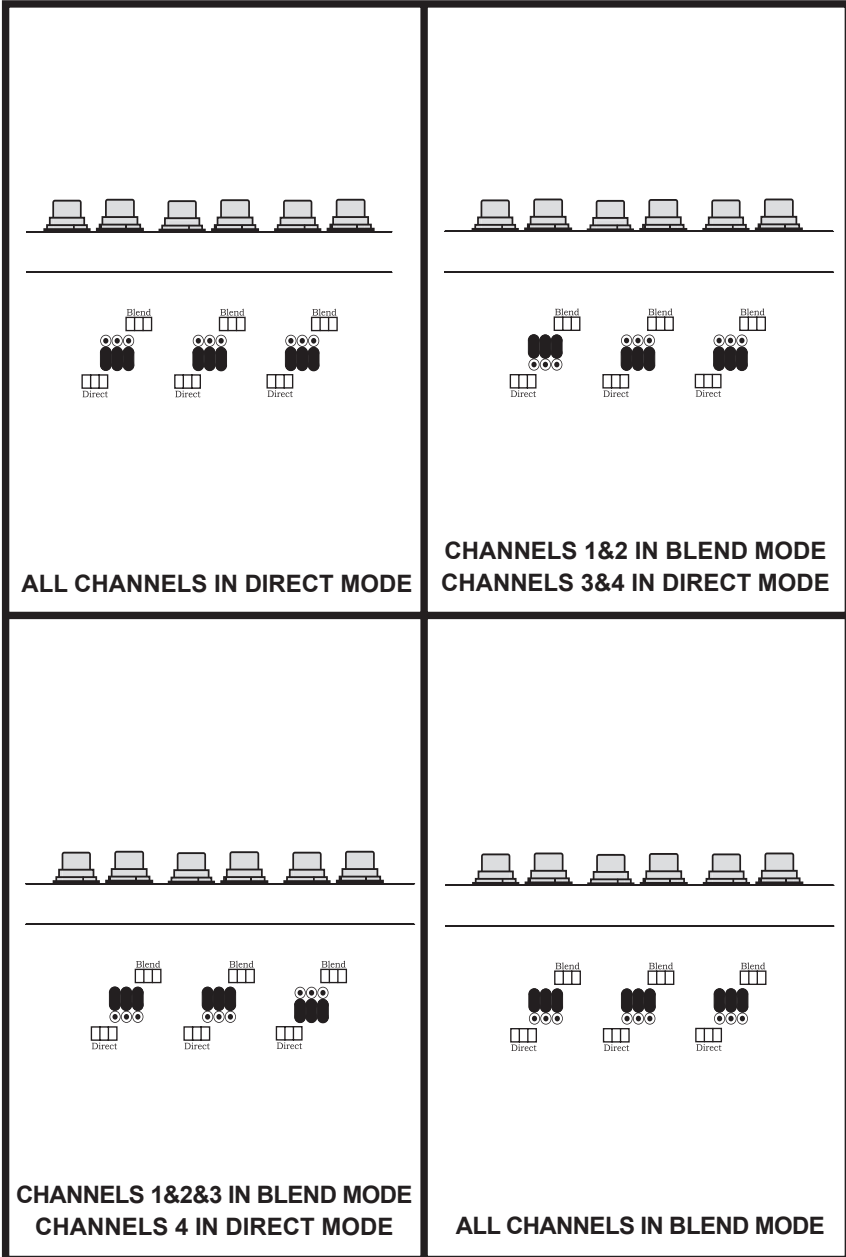 Blend
Blend
Blend
Direct
Direct
Direct
ALL CHANNELS IN DIRECT MODE
Blend
Blend
Blend
Direct
Direct
Direct
CHANNELS 1&2 IN BLEND MODE
CHANNELS 3&4 IN DIRECT MODE
Blend
Blend
Blend
Direct
Direct
Direct
CHANNELS 1&2&3 IN BLEND MODE
CHANNELS 4 IN DIRECT MODE
Blend
Blend
Blend
Direct
Direct
Direct
ALL CHANNELS IN BLEND MODE